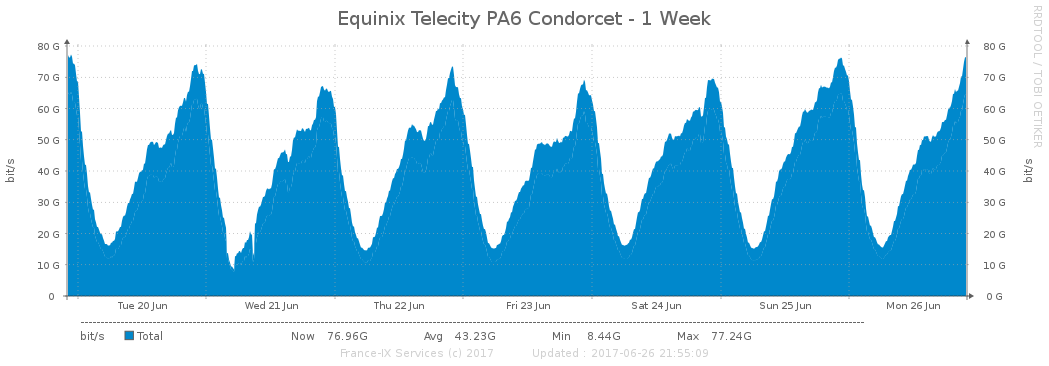 Equinix Telecity PA6 Condorcet - 1 Week
RRDTOOL / TOBI OETIKER
bit/s
80 G
70 G
60 G
50 G
40 G
30 G
20 G
10 G
0
80 G
70 G
60 G
50 G
40 G
30 G
20 G
10 G
0 G
bit/s
Tue 20 Jun Wed 21 Jun Thu 22 Jun Fri 23 Jun Sat 24 Jun Sun 25 Jun Mon 26 Jun
bit/s Total Now 76.96G Avg 43.23G Min 8.44G Max 77.24G
France-IX Services (c) 2017 Updated : 2017-06-26 21:55:09